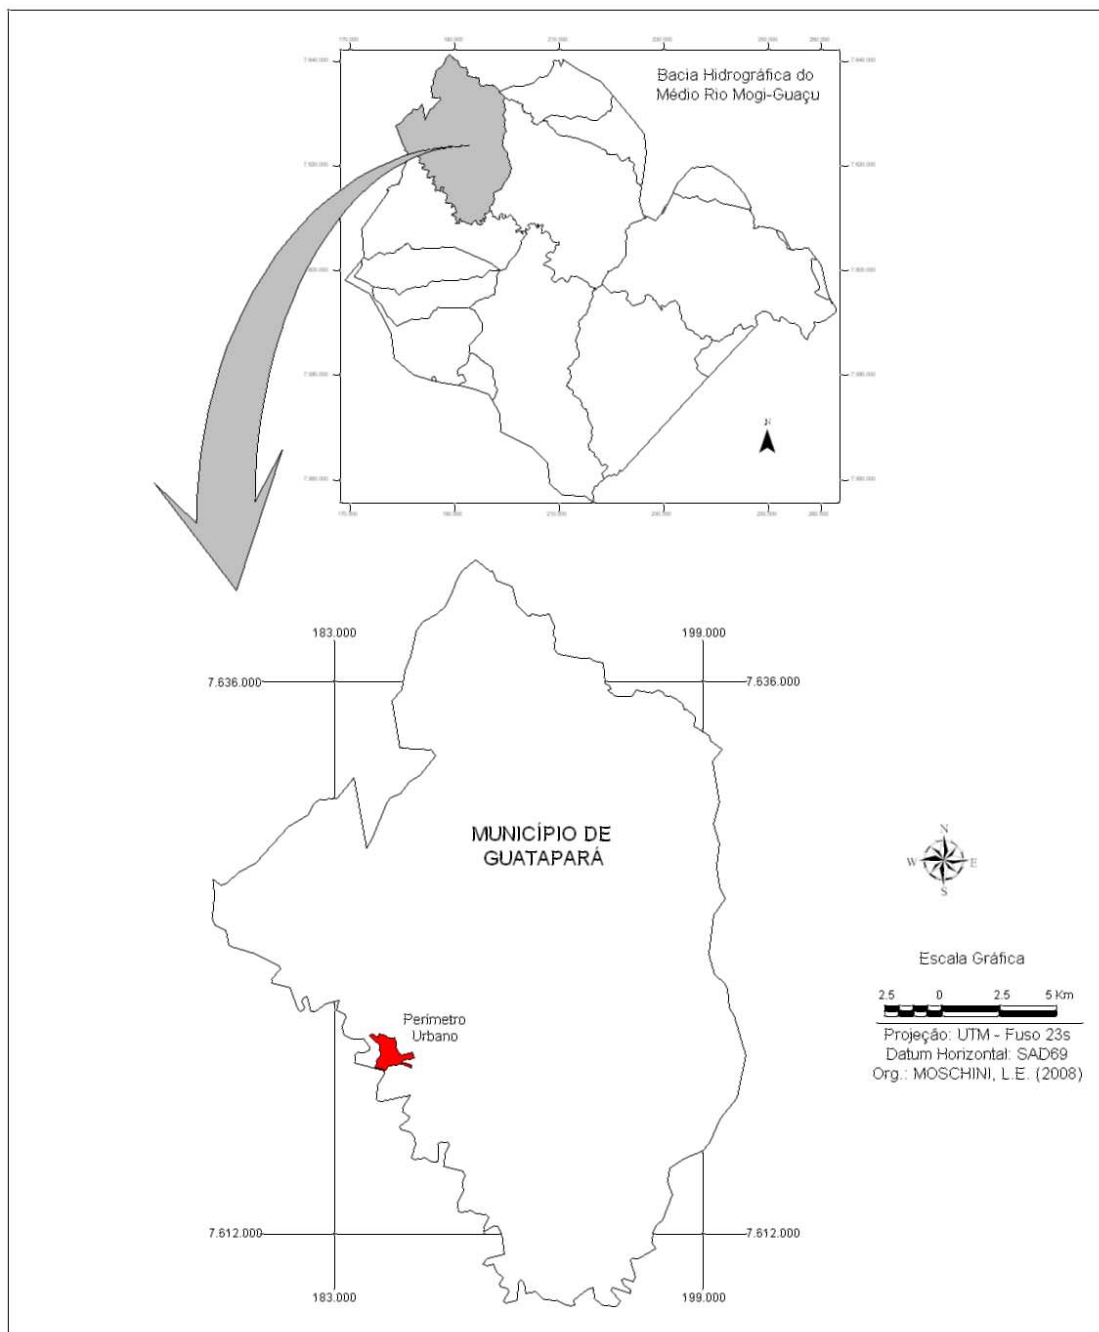 Bacia Hidrográfica do
Médio Rio Mogi-Guaçu
N
183.000
199.000
7.636.000
7.636.000
MUNICÍPIO DE
GUATAPARÁ
N
W
E
S
Escala Gráfica
2.5 0 2.5 5 Km
Perímetro
Urbano
Projeção: UTM - Fuso 23s
Datum Horizontal: SAD69
Org.: MOSCHINI, L.E. (2008)
7.612.000
7.612.000
183.000
199.000